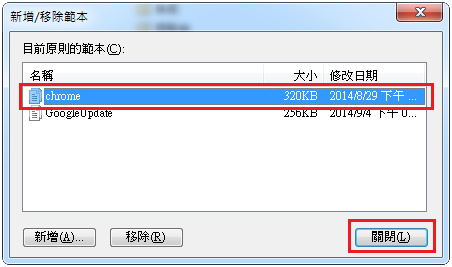 新增/移除範本
目前原則的範本(C):
名稱 大小 修改日期
chrome 320KB 2014/8/29 下午 ...
GoogleUpdate 256KB 2014/9/4 下午 0...
新增(A)... 移除(R) 關閉(L)